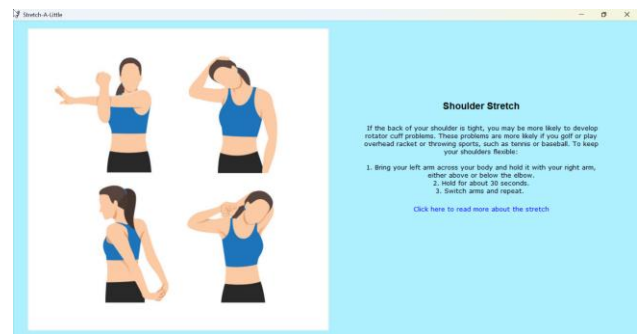 Stretch-A-Little
Shoulder Stretch
If the back of your shoulder is tight, you may be more likely to develop
rotator cuff problems. These problems are more likely if you golf or play
overhead racket or throwing sports, such as tennis or baseball. To keep
your shoulders flexible:
1. Bring your left arm across your body and hold it with your right arm,
either above or below the elbow.
2. Hold for about 30 seconds.
3. Switch arms and repeat.
Click here to read more about the stretch